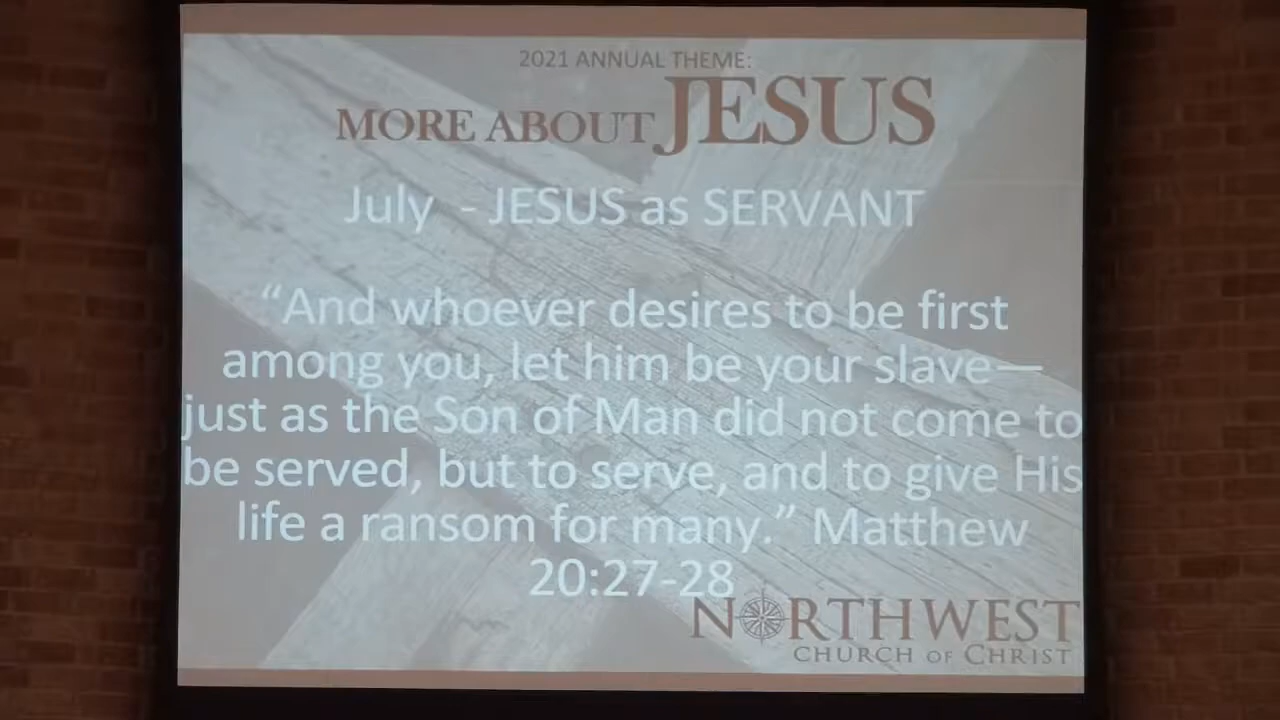 2021 ANNUAL THEME:
MORE ABOUT JESUS
July - JESUS as SERVANT
“And whoever desires to be first
among you, let him be your slave—
just as the Son of Man did not come to
be served, but to serve, and to give His
life a ransom for many.” Matthew
20:27-28
NORTHWEST
CHURCH OF CHRIST